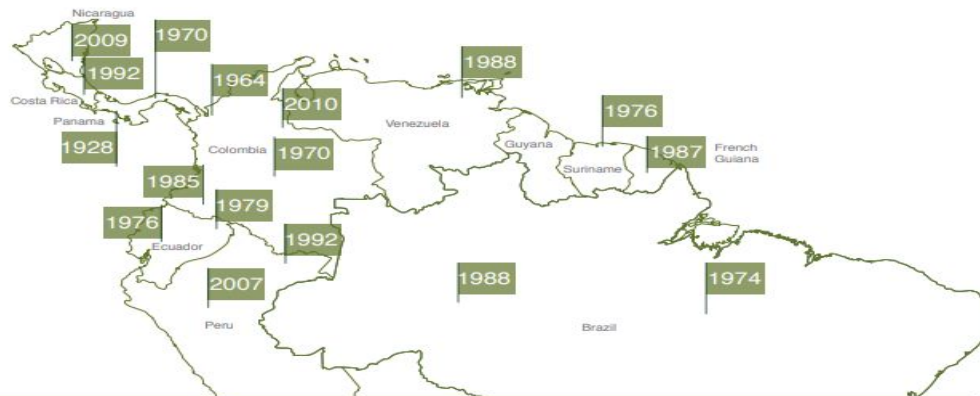 Nicaragua
2009
1970
1992
1964
1988
Costa Rica
2010
1976
Panama
Venezuela
1928
Colombia
1970
Guyana
1987
French
Guiana
Suriname
1985
1979
1976
Ecuador
1992
2007
1988
1974
Peru
Brazil